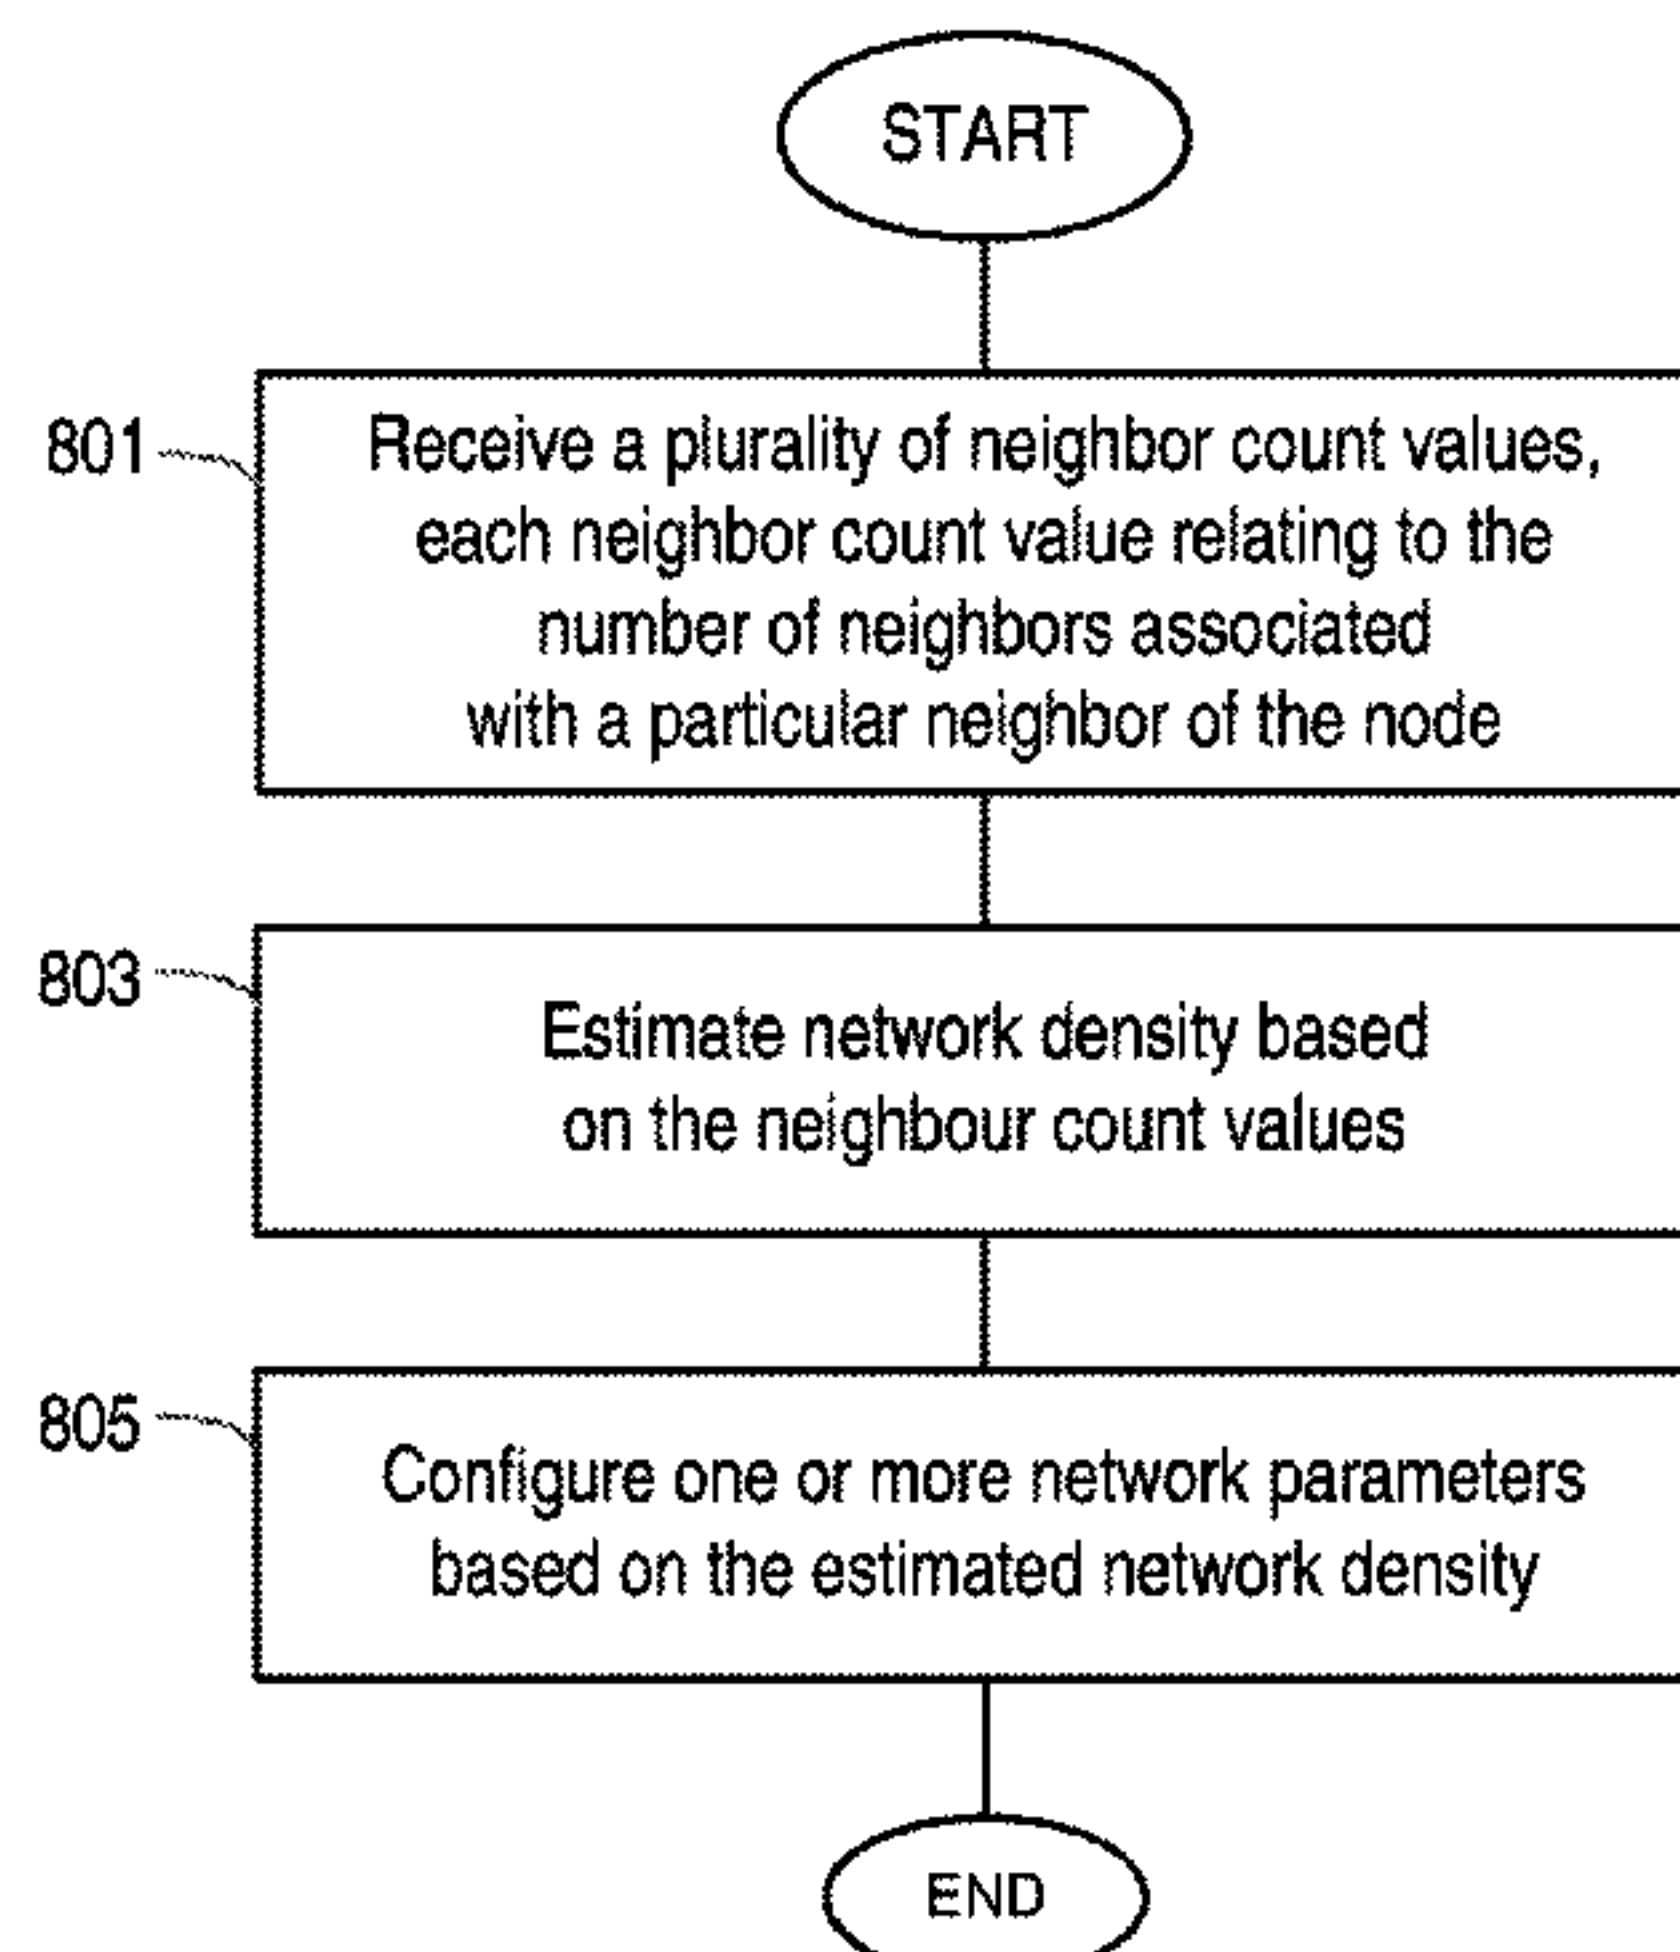 START
801
Receive a plurality of neighbor count values,
each neighbor count value relating to the
number of neighbors associated
with a particular neighbor of the node
803
Estimate network density based
on the neighbour count values
805
Configure one or more network parameters
based on the estimated network density
END